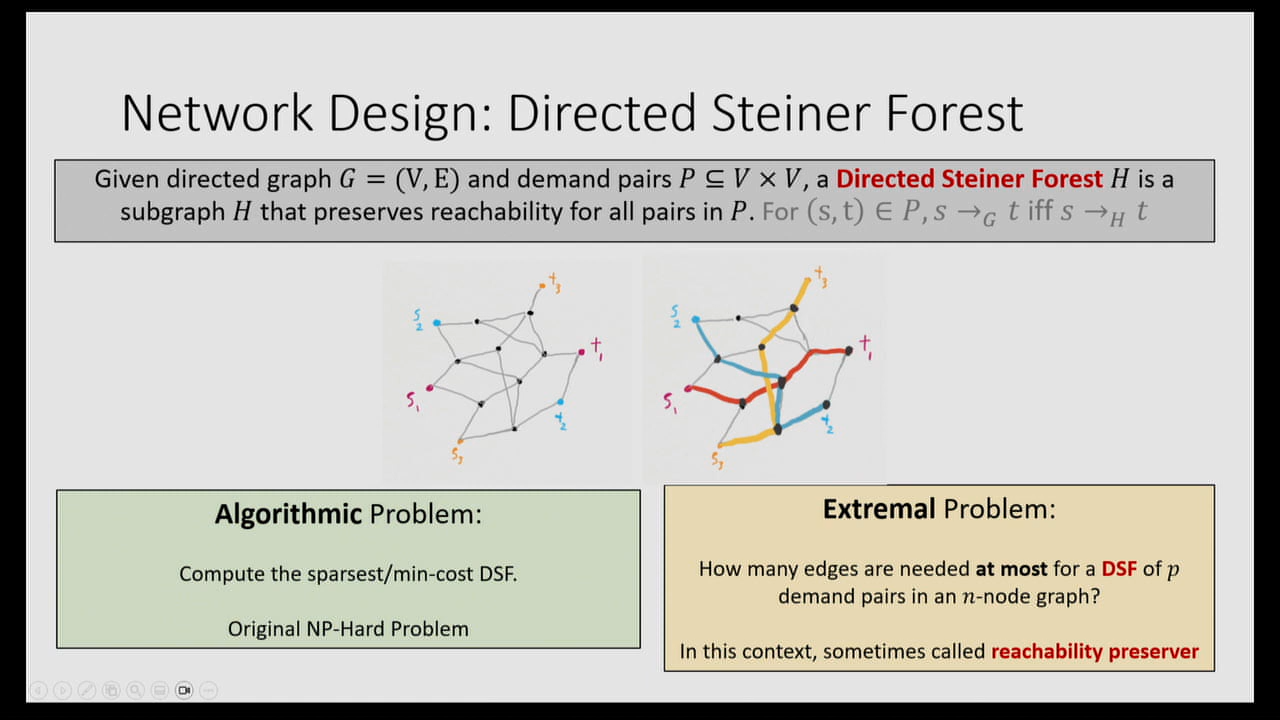 Network Design: Directed Steiner Forest
Given directed graph G = (V, E) and demand pairs P ⊆ V × V, a Directed Steiner Forest H is a
subgraph H that preserves reachability for all pairs in P. For (s, t) ∈ P, s →_G t iff s →_H t
t₃
s₂
t₁
s₁
t₂
s₃
t₃
s₂
t₁
s₁
t₂
s₃
Algorithmic Problem:
Compute the sparsest/min-cost DSF.
Original NP-Hard Problem
Extremal Problem:
How many edges are needed at most for a DSF of p
demand pairs in an n-node graph?
In this context, sometimes called reachability preserver